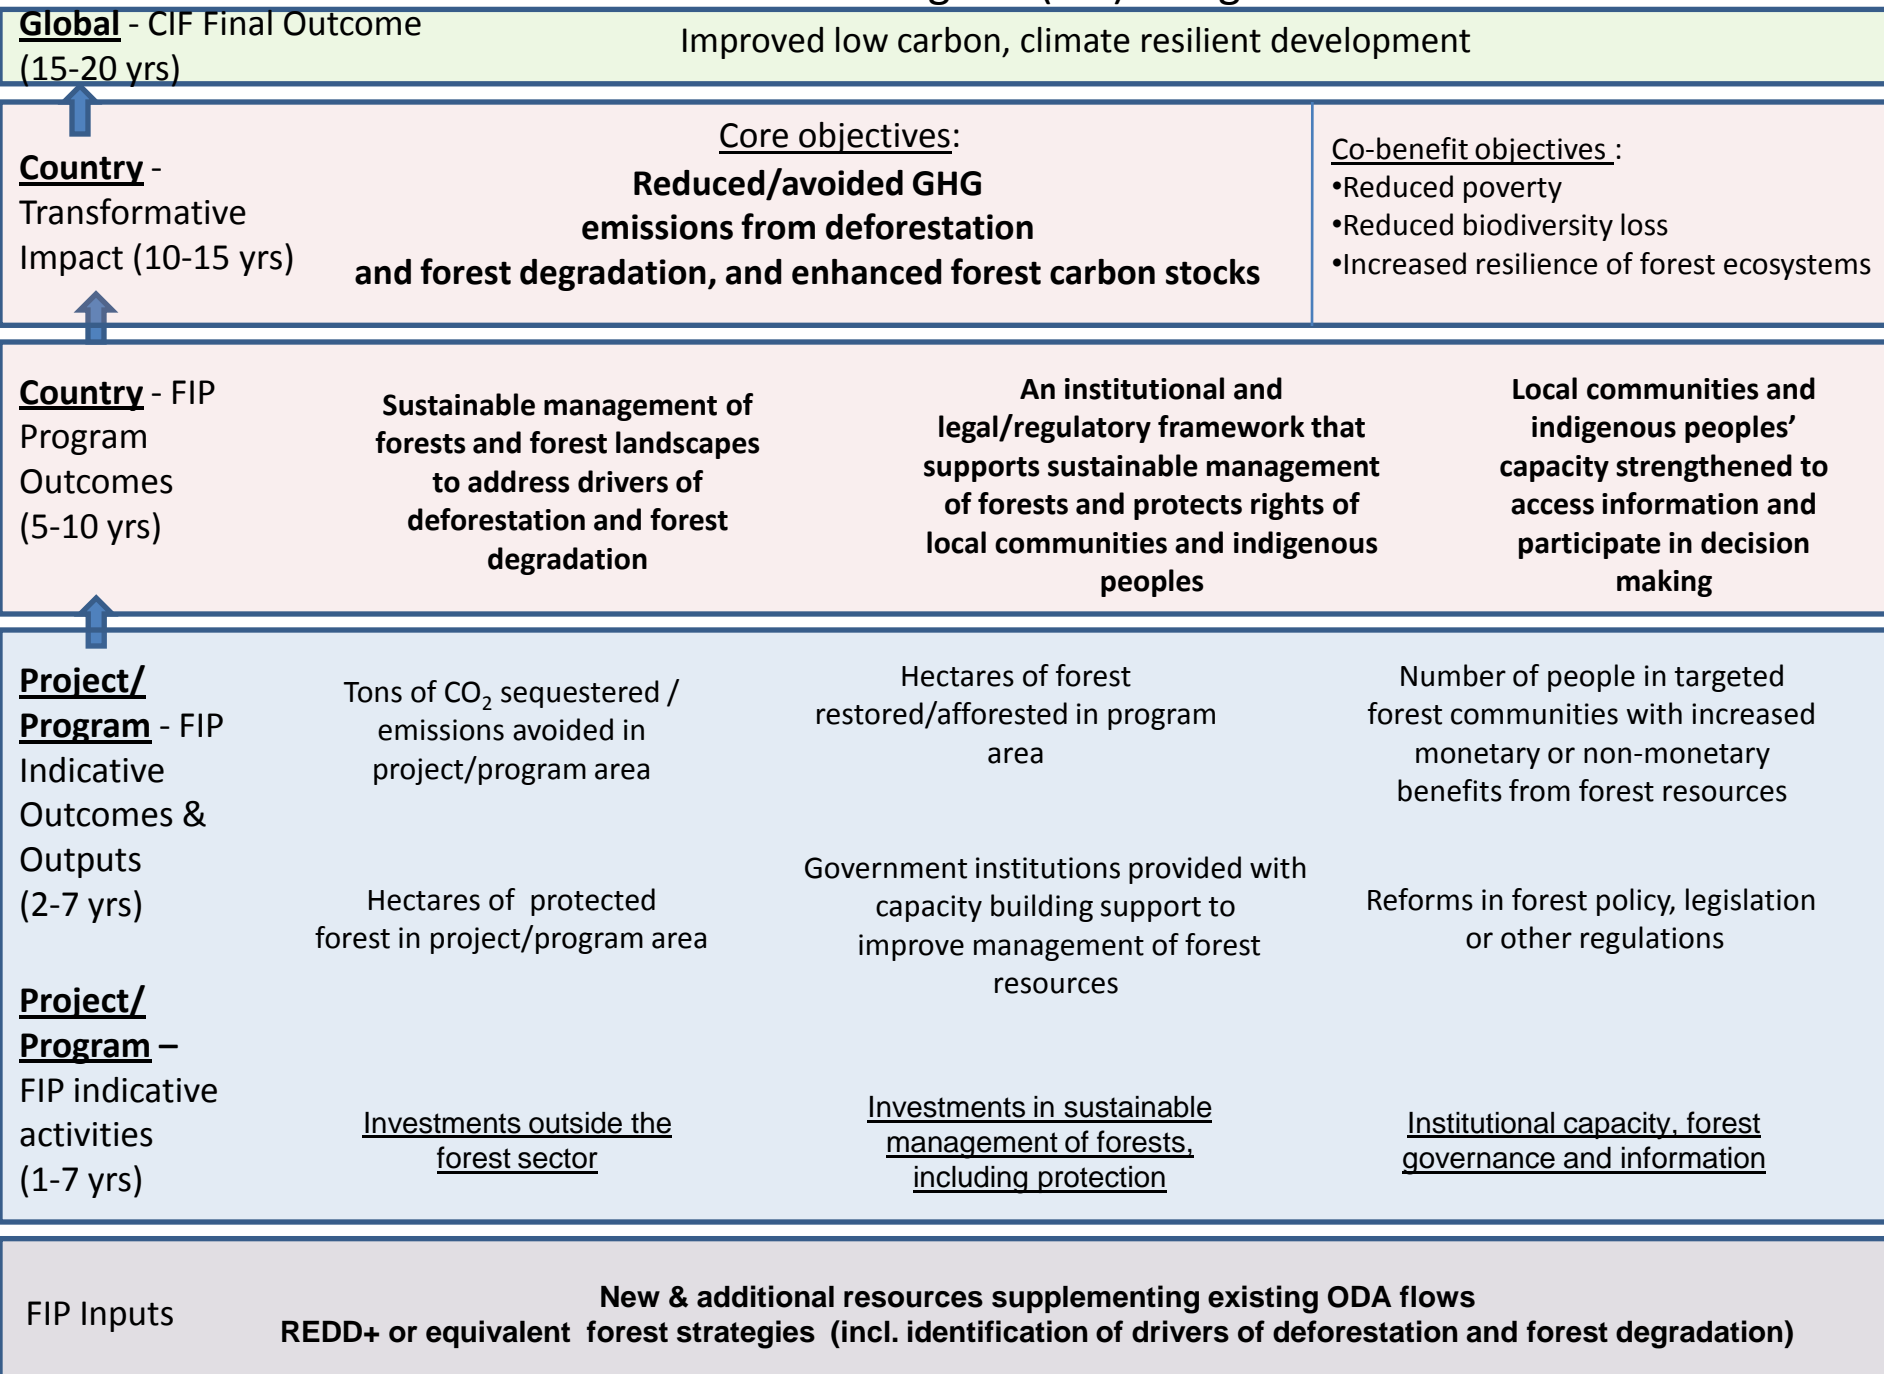 Global - CIF Final Outcome
(15-20 yrs)
Improved low carbon, climate resilient development
Country -
Transformative
Impact (10-15 yrs)
Core objectives:
Reduced/avoided GHG
emissions from deforestation
and forest degradation, and enhanced forest carbon stocks
Co-benefit objectives :
•Reduced poverty
•Reduced biodiversity loss
•Increased resilience of forest ecosystems
Country - FIP
Program
Outcomes
(5-10 yrs)
Sustainable management of
forests and forest landscapes
to address drivers of
deforestation and forest
degradation
An institutional and
legal/regulatory framework that
supports sustainable management
of forests and protects rights of
local communities and indigenous
peoples
Local communities and
indigenous peoples’
capacity strengthened to
access information and
participate in decision
making
Project/
Program - FIP
Indicative
Outcomes &
Outputs
(2-7 yrs)
Tons of CO2 sequestered /
emissions avoided in
project/program area
Hectares of forest
restored/afforested in program
area
Number of people in targeted
forest communities with increased
monetary or non-monetary
benefits from forest resources
Hectares of  protected
forest in project/program area
Government institutions provided with
capacity building support to
improve management of forest
resources
Reforms in forest policy, legislation
or other regulations
Project/
Program –
FIP indicative
activities
(1-7 yrs)
Investments outside the
forest sector
Investments in sustainable
management of forests,
including protection
Institutional capacity, forest
governance and information
FIP Inputs
New & additional resources supplementing existing ODA flows
REDD+ or equivalent  forest strategies  (incl. identification of drivers of deforestation and forest degradation)